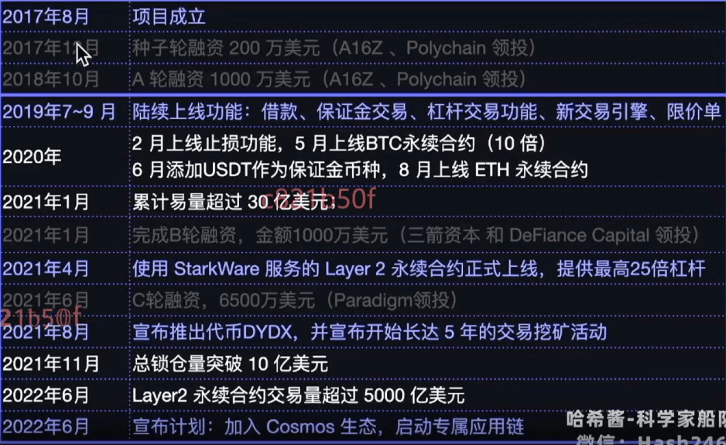 2017年8月 项目成立
2017年12月 种子轮融资 200 万美元（A16Z 、Polychain 领投）
2018年10月 A 轮融资 1000 万美元（A16Z 、Polychain 领投）
2019年7~9 月 陆续上线功能：借款、保证金交易、杠杆交易功能、新交易引擎、限价单
2020年 2 月上线止损功能，5 月上线BTC永续合约（10 倍）
6 月添加USDT作为保证金币种，8 月上线 ETH 永续合约
2021年1月 累计易量超过 30 亿美元；
c821b50f
2021年1月 完成B轮融资，金额1000万美元（三箭资本 和 DeFiance Capital 领投）
2021年4月 使用 StarkWare 服务的 Layer 2 永续合约正式上线，提供最高25倍杠杆
2021年6月 C轮融资，6500万美元（Paradigm领投）
21b50f
2021年8月 宣布推出代币DYDX，并宣布开始长达 5 年的交易挖矿活动
2021年11月 总锁仓量突破 10 亿美元
2022年6月 Layer2 永续合约交易量超过 5000 亿美元
2022年6月 宣布计划：加入 Cosmos 生态，启动专属应用链
哈希酱-科学家船队
微信：Hash24